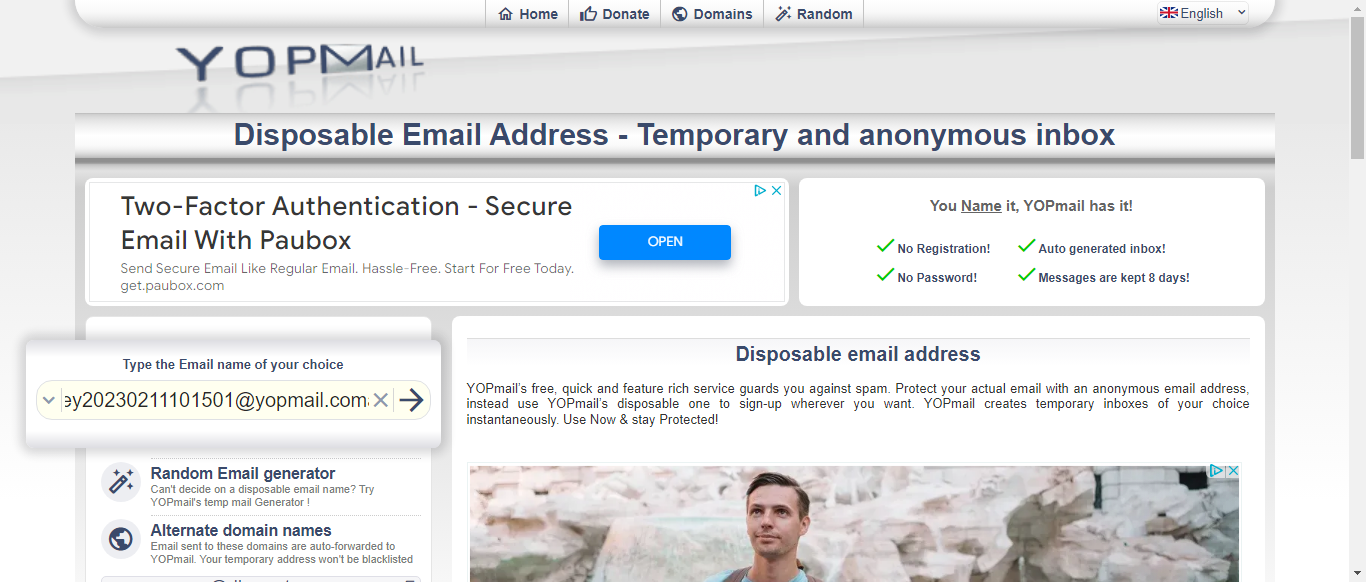 Home
Donate
Domains
Random
English
YOPMAIL
Disposable Email Address - Temporary and anonymous inbox
Two-Factor Authentication - Secure
Email With Paubox
Send Secure Email Like Regular Email. Hassle-Free. Start For Free Today.
get.paubox.com
OPEN
You Name it, YOPmail has it!
No Registration!
Auto generated inbox!
No Password!
Messages are kept 8 days!
Type the Email name of your choice
ey20230211101501@yopmail.com
Random Email generator
Can't decide on a disposable email name? Try
YOPmail's temp mail Generator !
Alternate domain names
Email sent to these domains are auto-forwarded to
YOPmail. Your temporary address won't be blacklisted
Disposable email address
YOPmail's free, quick and feature rich service guards you against spam. Protect your actual email with an anonymous email address,
instead use YOPmail's disposable one to sign-up wherever you want. YOPmail creates temporary inboxes of your choice
instantaneously. Use Now & stay Protected!